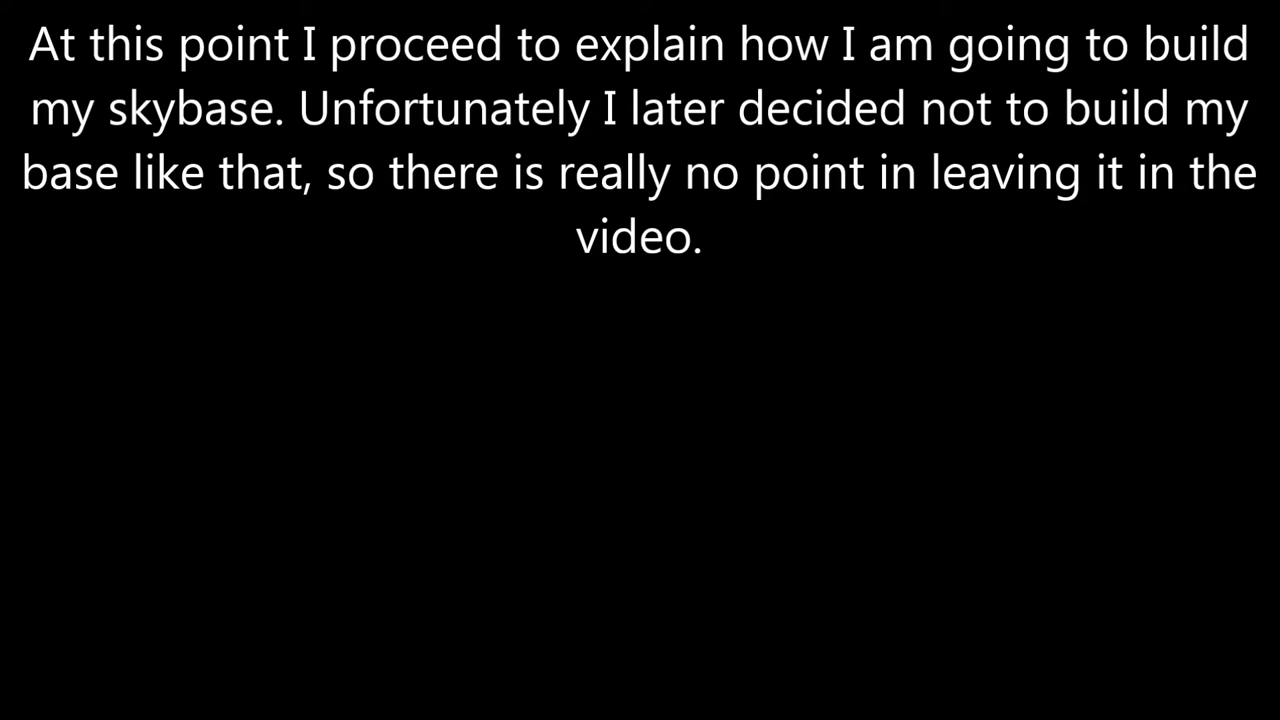 At this point I proceed to explain how I am going to build
my skybase. Unfortunately I later decided not to build my
base like that, so there is really no point in leaving it in the
video.